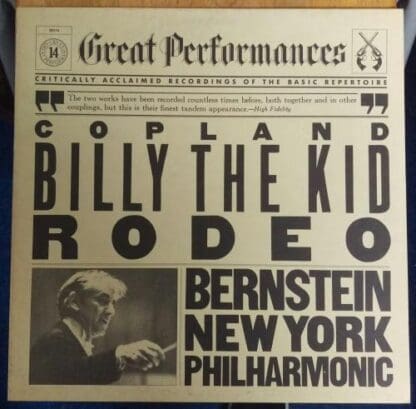 14
Great Performances
CRITICALLY ACCLAIMED RECORDINGS OF THE BASIC REPERTOIRE
"The two works have been recorded countless times before, both together and in other
couplings, but this is their finest tandem appearance.—High Fidelity"
COPLAND
BILLY THE KID
RODEO
BERNSTEIN
NEW YORK
PHILHARMONIC